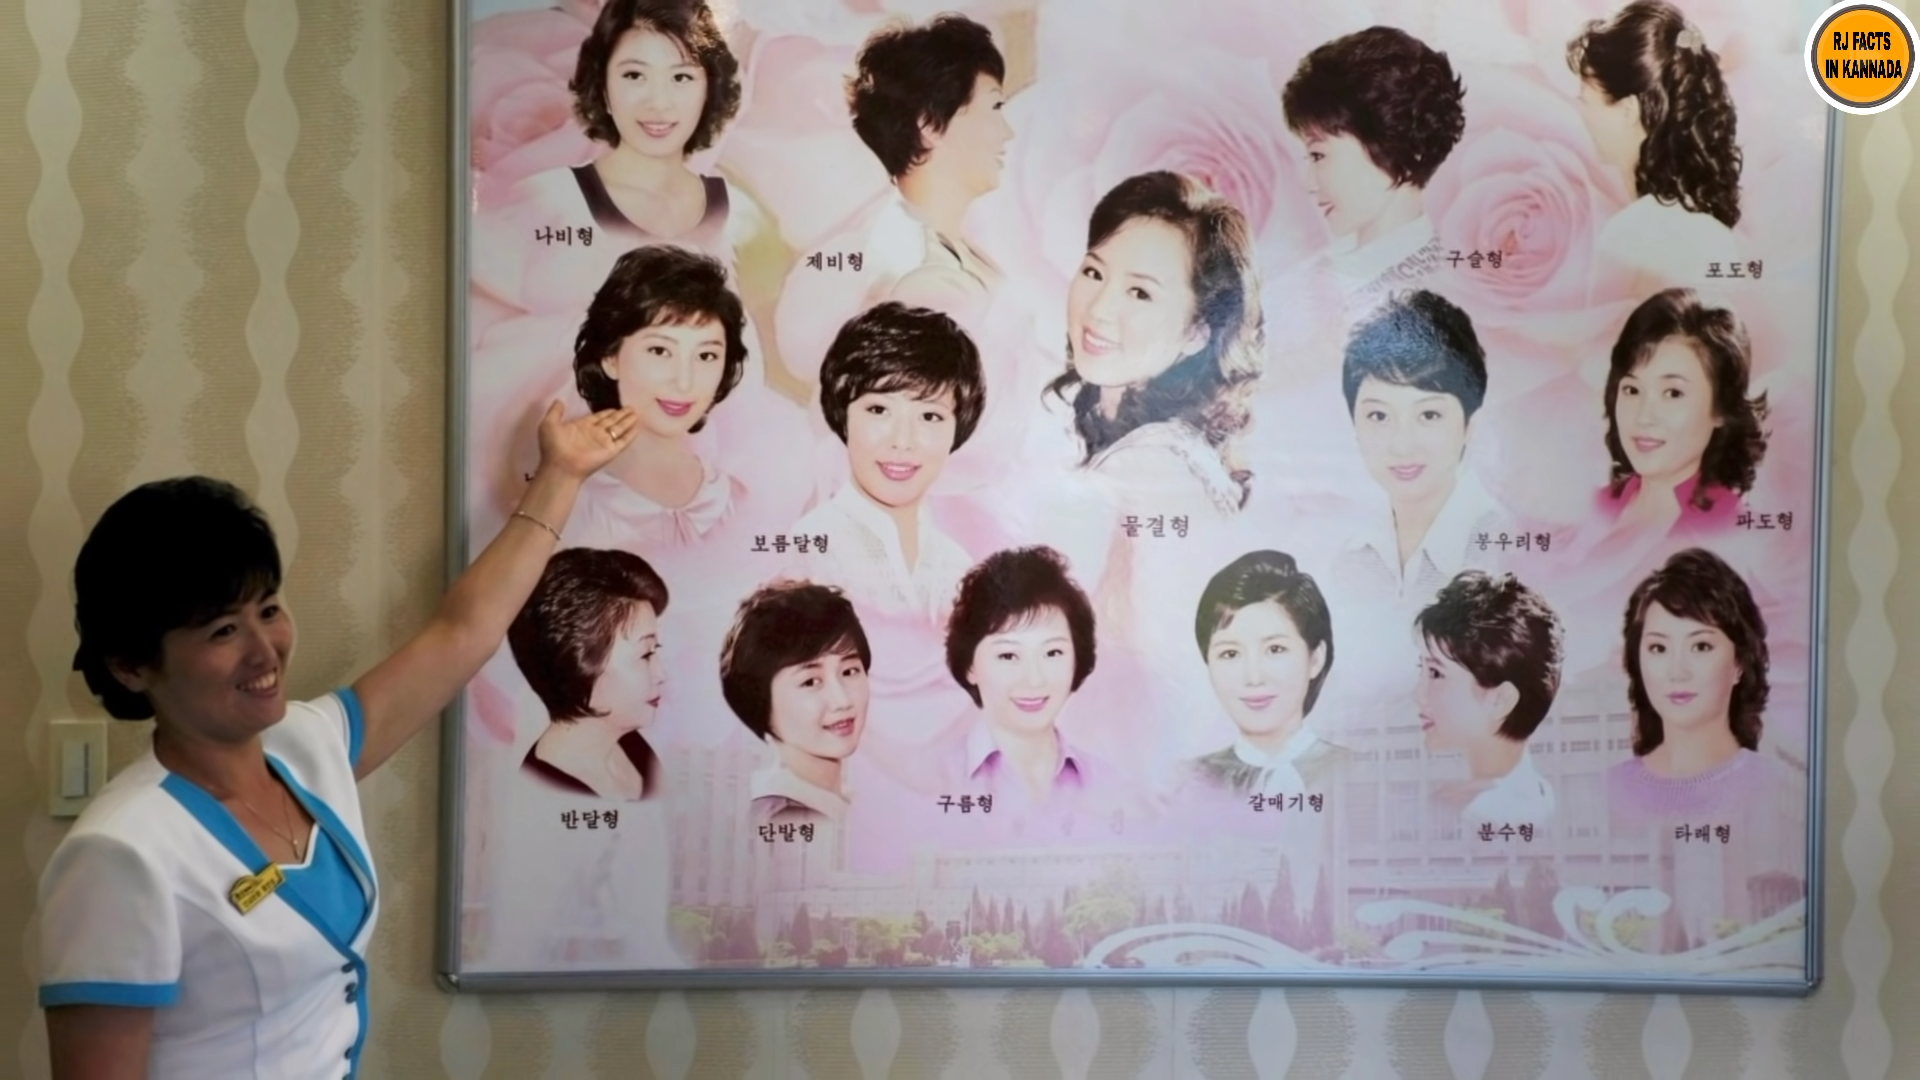 RJ FACTS
IN KANNADA
나비형
제비형
구슬형
포도형
보름달형
물결형
봉우리형
파도형
반달형
단발형
구름형
갈매기형
분수형
타래형